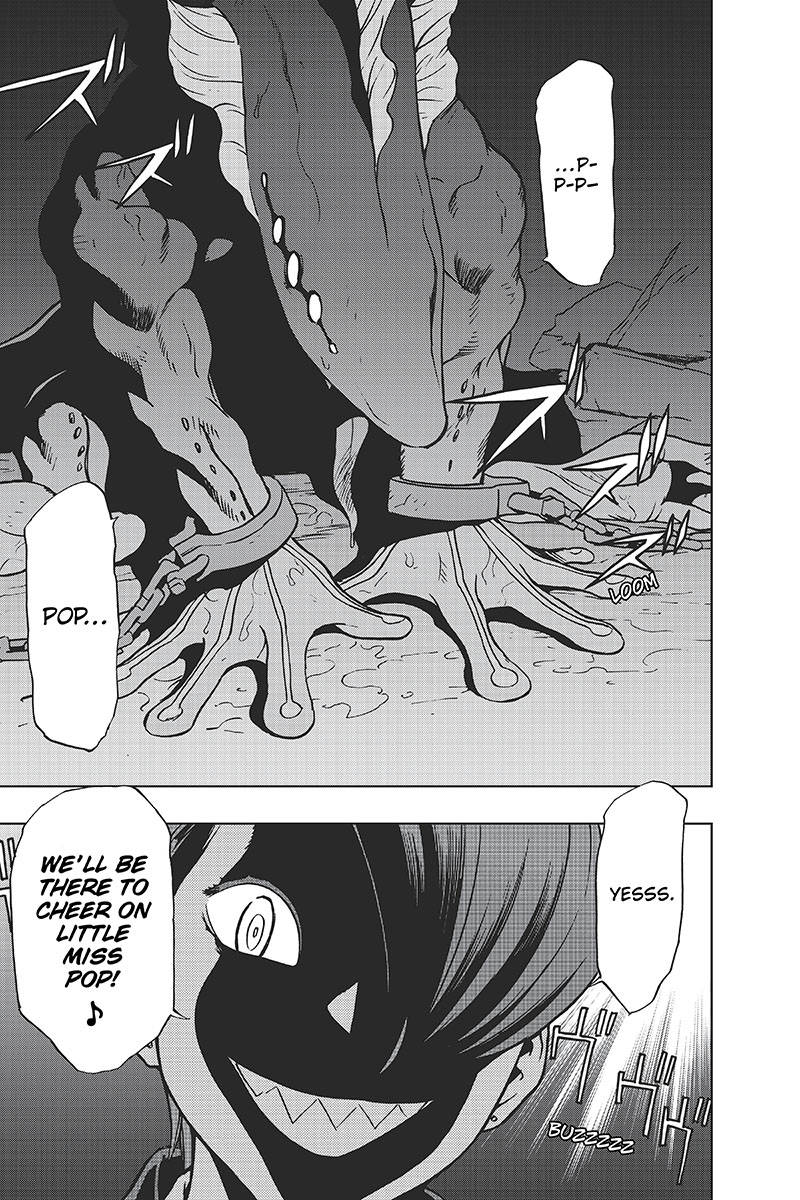 ...P-
P-P-
POP...
LOOM
YESSS.
WE'LL BE
THERE TO
CHEER ON
LITTLE
MISS
POP!
♪
BUZZZZZ